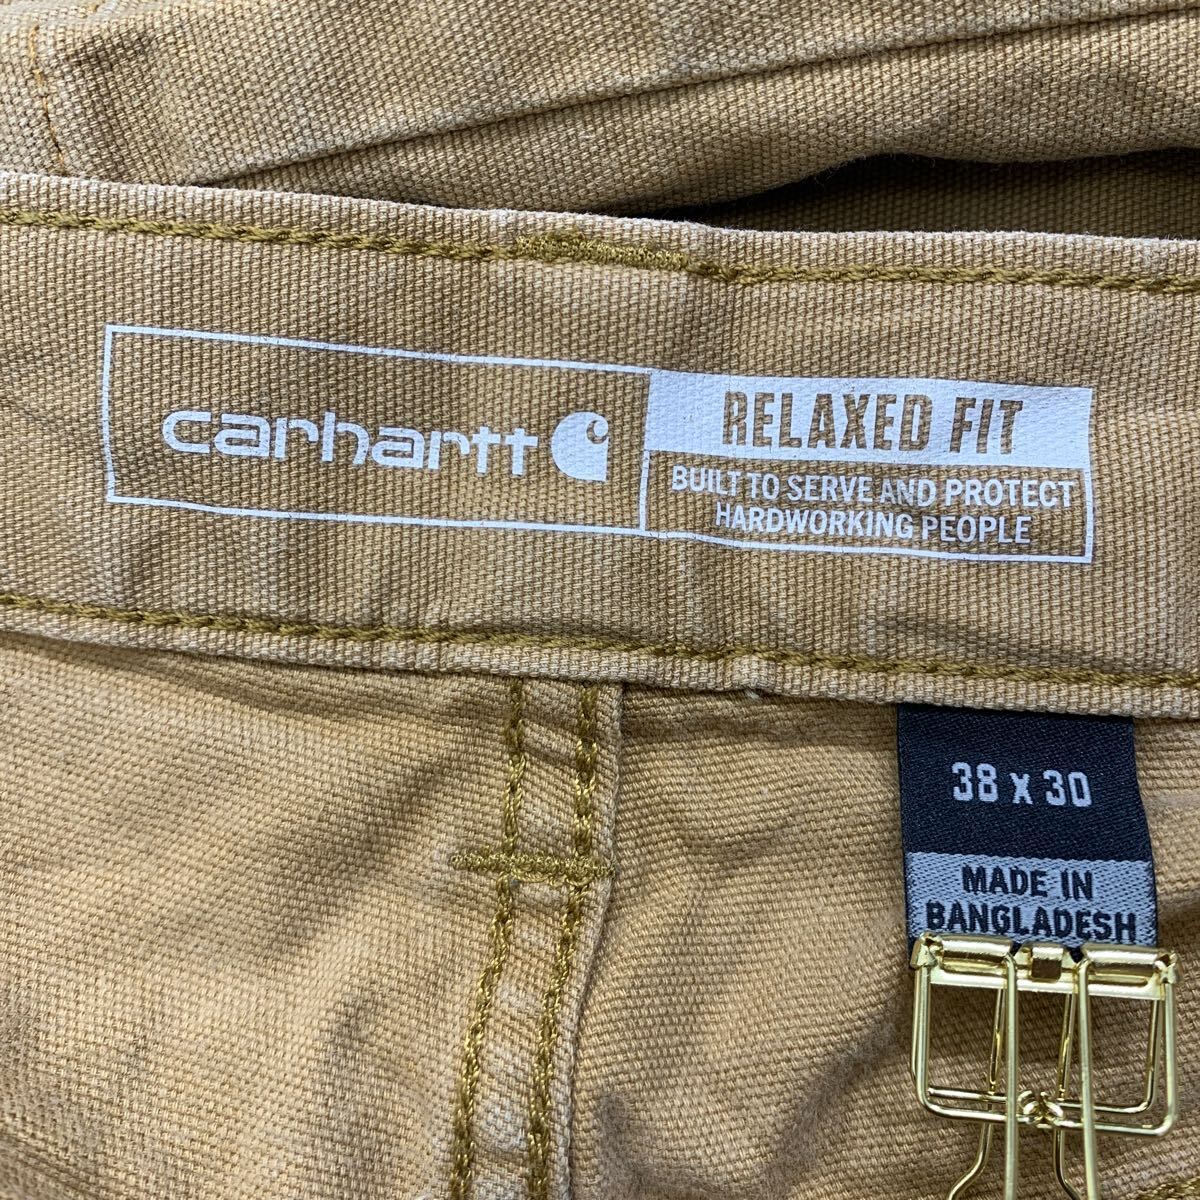 carhartt
RELAXED FIT
BUILT TO SERVE AND PROTECT
HARDWORKING PEOPLE
38 x 30
MADE IN
BANGLADESH